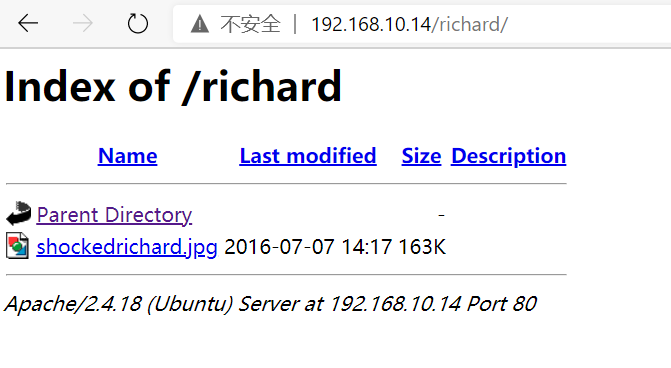 不安全 | 192.168.10.14/richard/
Index of /richard
Name Last modified Size Description
Parent Directory -
shockedrichard.jpg 2016-07-07 14:17 163K
Apache/2.4.18 (Ubuntu) Server at 192.168.10.14 Port 80